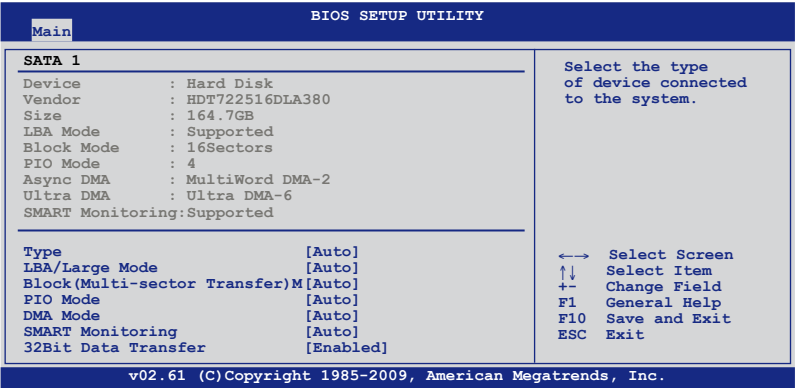 BIOS SETUP UTILITY
Main
SATA 1
Device : Hard Disk
Vendor : HDT722516DLA380
Size : 164.7GB
LBA Mode : Supported
Block Mode : 16Sectors
PIO Mode : 4
Async DMA : MultiWord DMA-2
Ultra DMA : Ultra DMA-6
SMART Monitoring:Supported
Type [Auto]
LBA/Large Mode [Auto]
Block(Multi-sector Transfer)M[Auto]
PIO Mode [Auto]
DMA Mode [Auto]
SMART Monitoring [Auto]
32Bit Data Transfer [Enabled]
Select the type
of device connected
to the system.
←→ Select Screen
↑↓ Select Item
+- Change Field
F1 General Help
F10 Save and Exit
ESC Exit
v02.61 (C)Copyright 1985-2009, American Megatrends, Inc.